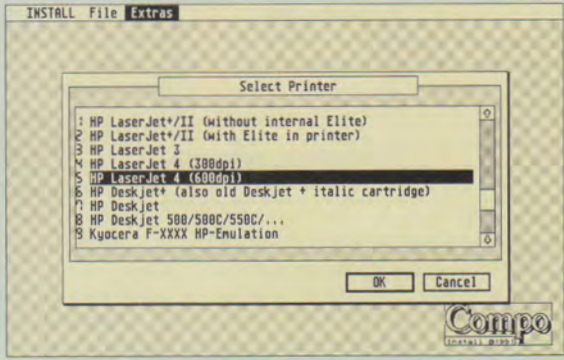 INSTALL File Extras
Select Printer
1 HP LaserJet+/II (without internal Elite)
2 HP LaserJet+/II (with Elite in printer)
3 HP LaserJet 3
4 HP LaserJet 4 (300dpi)
5 HP LaserJet 4 (600dpi)
6 HP Deskjet+ (also old Deskjet + italic cartridge)
7 HP Deskjet
8 HP Deskjet 500/500C/550C/...
9 Kyocera F-XXXX HP-Emulation
OK Cancel
Compo
Install